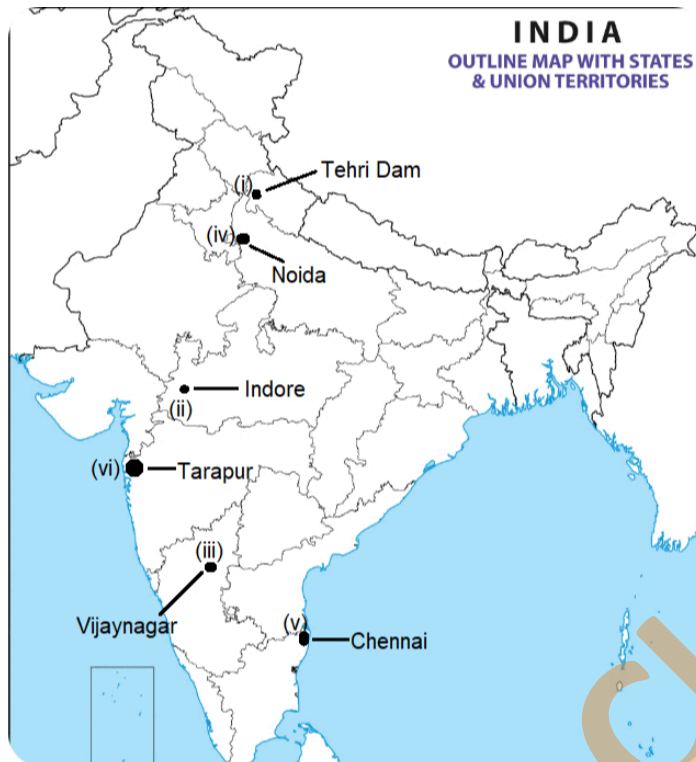 INDIA
OUTLINE MAP WITH STATES
& UNION TERRITORIES
Tehri Dam
(i)
(iv)
Noida
Indore
(ii)
(vi)
Tarapur
(iii)
Vijaynagar
(v)
Chennai